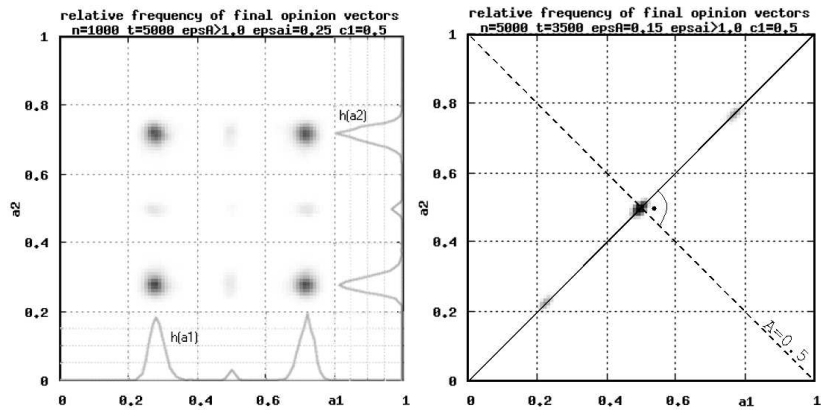 relative frequency of final opinion vectors
n=1000 t=5000 epsA>1.0 epsai=0.25 c1=0.5
1
0.8
0.6
a2
0.4
0.2
0
h(a2)
h(a1)
0 0.2 0.4 0.6 a1 1
relative frequency of final opinion vectors
n=5000 t=3500 epsA=0.15 epsai>1.0 c1=0.5
1
0.8
0.6
a2
0.4
0.2
0
A=0.5
0 0.2 0.4 0.6 a1 1